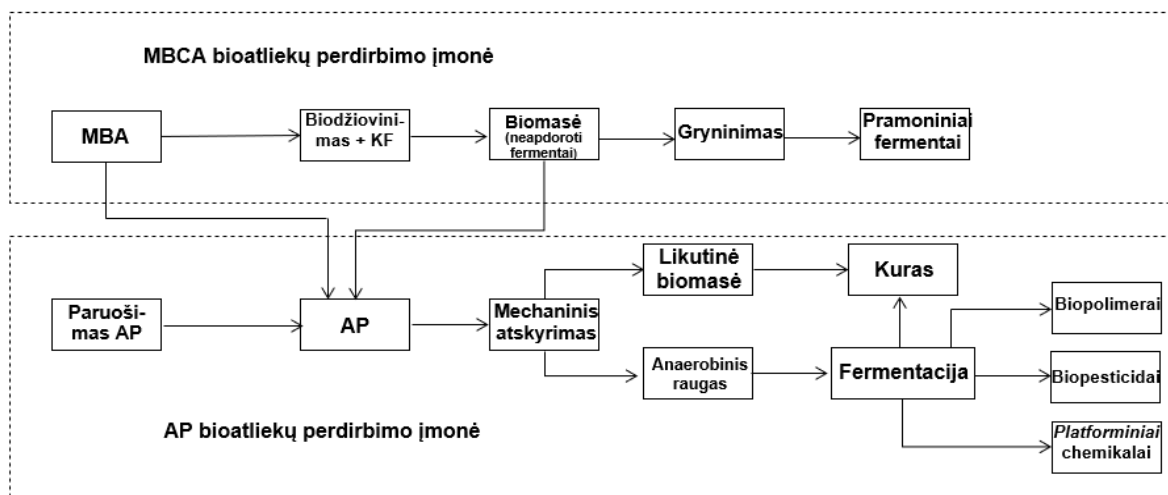 MBCA bioatliekų perdirbimo įmonė
MBA
Biodžiovini-
mas + KF
Biomasė
(neapdoroti
fermentai)
Gryninimas
Pramoniniai
fermentai
Likutinė
biomasė
Kuras
Paruoši-
mas AP
AP
Mechaninis
atskyrimas
Biopolimerai
Anaerobinis
raugas
Fermentacija
Biopesticidai
AP bioatliekų perdirbimo įmonė
Platforminiai
chemikalai